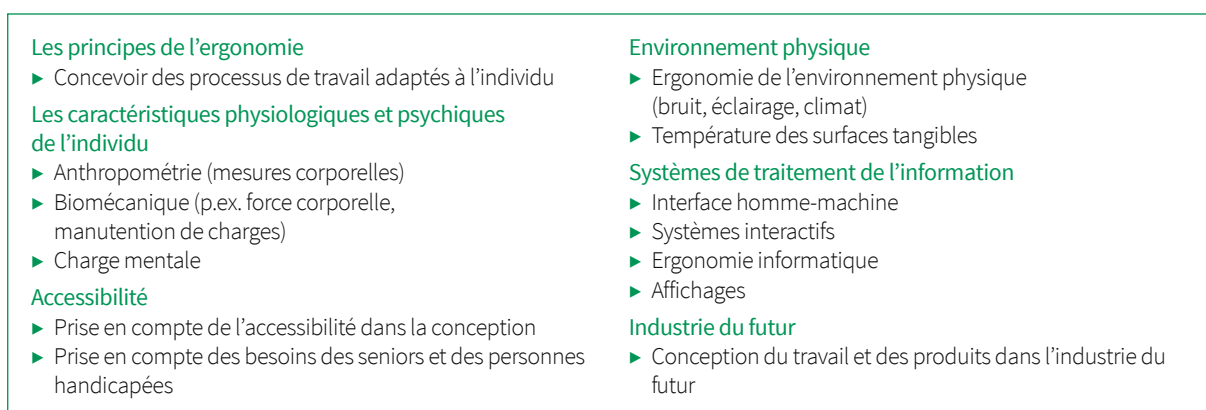 Les principes de l'ergonomie
▶ Concevoir des processus de travail adaptés à l'individu
Les caractéristiques physiologiques et psychiques
de l'individu
▶ Anthropométrie (mesures corporelles)
▶ Biomécanique (p.ex. force corporelle,
manutention de charges)
▶ Charge mentale
Accessibilité
▶ Prise en compte de l'accessibilité dans la conception
▶ Prise en compte des besoins des seniors et des personnes
handicapées
Environnement physique
▶ Ergonomie de l'environnement physique
(bruit, éclairage, climat)
▶ Température des surfaces tangibles
Systèmes de traitement de l'information
▶ Interface homme-machine
▶ Systèmes interactifs
▶ Ergonomie informatique
▶ Affichages
Industrie du futur
▶ Conception du travail et des produits dans l'industrie du
futur